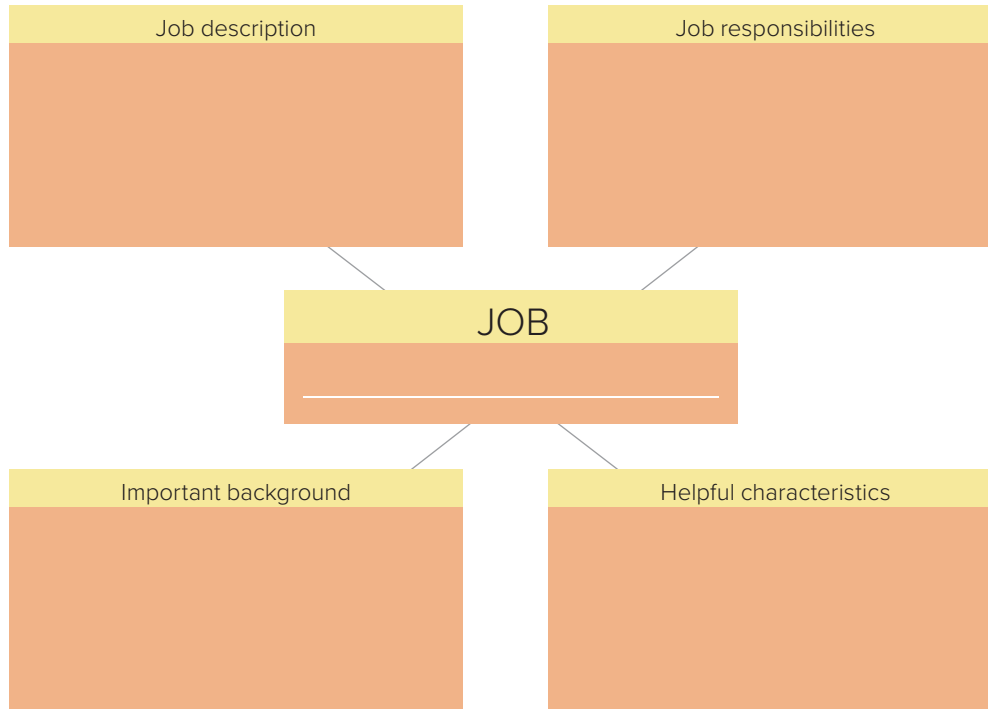 Job description
Job responsibilities
JOB
Important background
Helpful characteristics